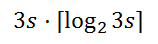 3s · ⌈log₂ 3s⌉